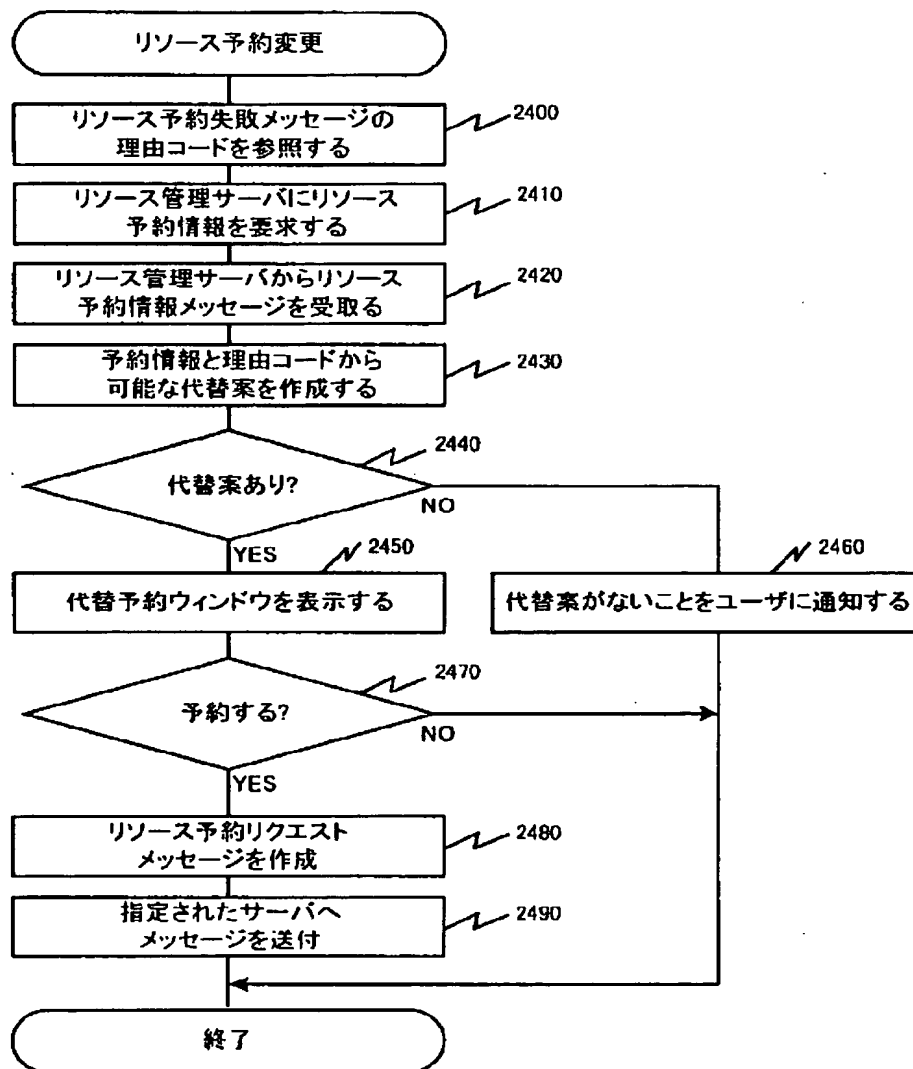 リソース予約変更
リソース予約失敗メッセージの
理由コードを参照する
2400
リソース管理サーバにリソース
予約情報を要求する
2410
リソース管理サーバからリソース
予約情報メッセージを受取る
2420
予約情報と理由コードから
可能な代替案を作成する
2430
2440
代替案あり?
NO
YES
2450
2460
代替予約ウィンドウを表示する
代替案がないことをユーザに通知する
2470
予約する?
NO
YES
リソース予約リクエスト
メッセージを作成
2480
指定されたサーバへ
メッセージを送付
2490
終了